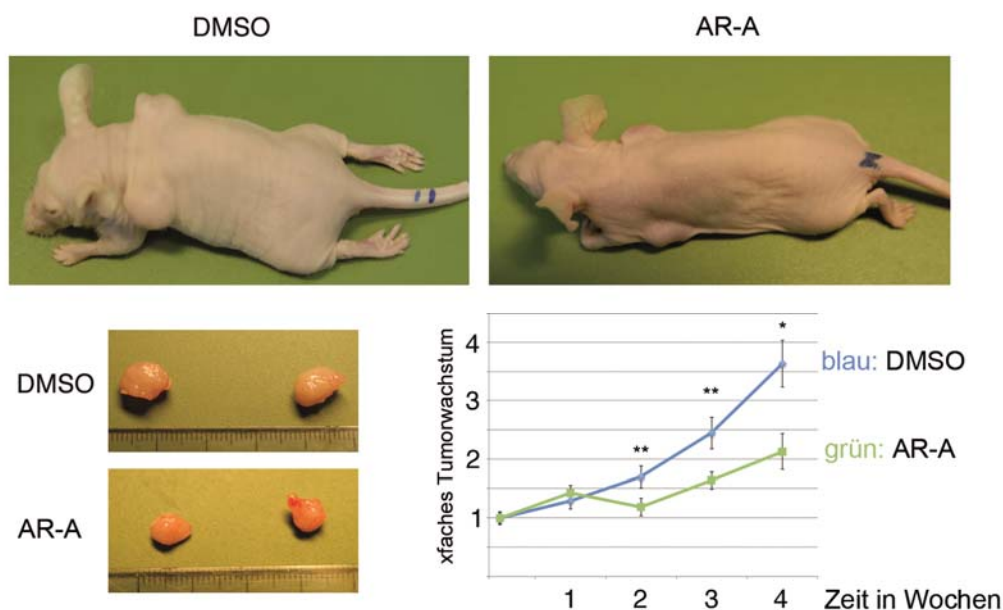 DMSO
AR-A
DMSO
AR-A
xfaches Tumorwachstum
4
3
2
1
*
**
**
blau: DMSO
grün: AR-A
1 2 3 4 Zeit in Wochen